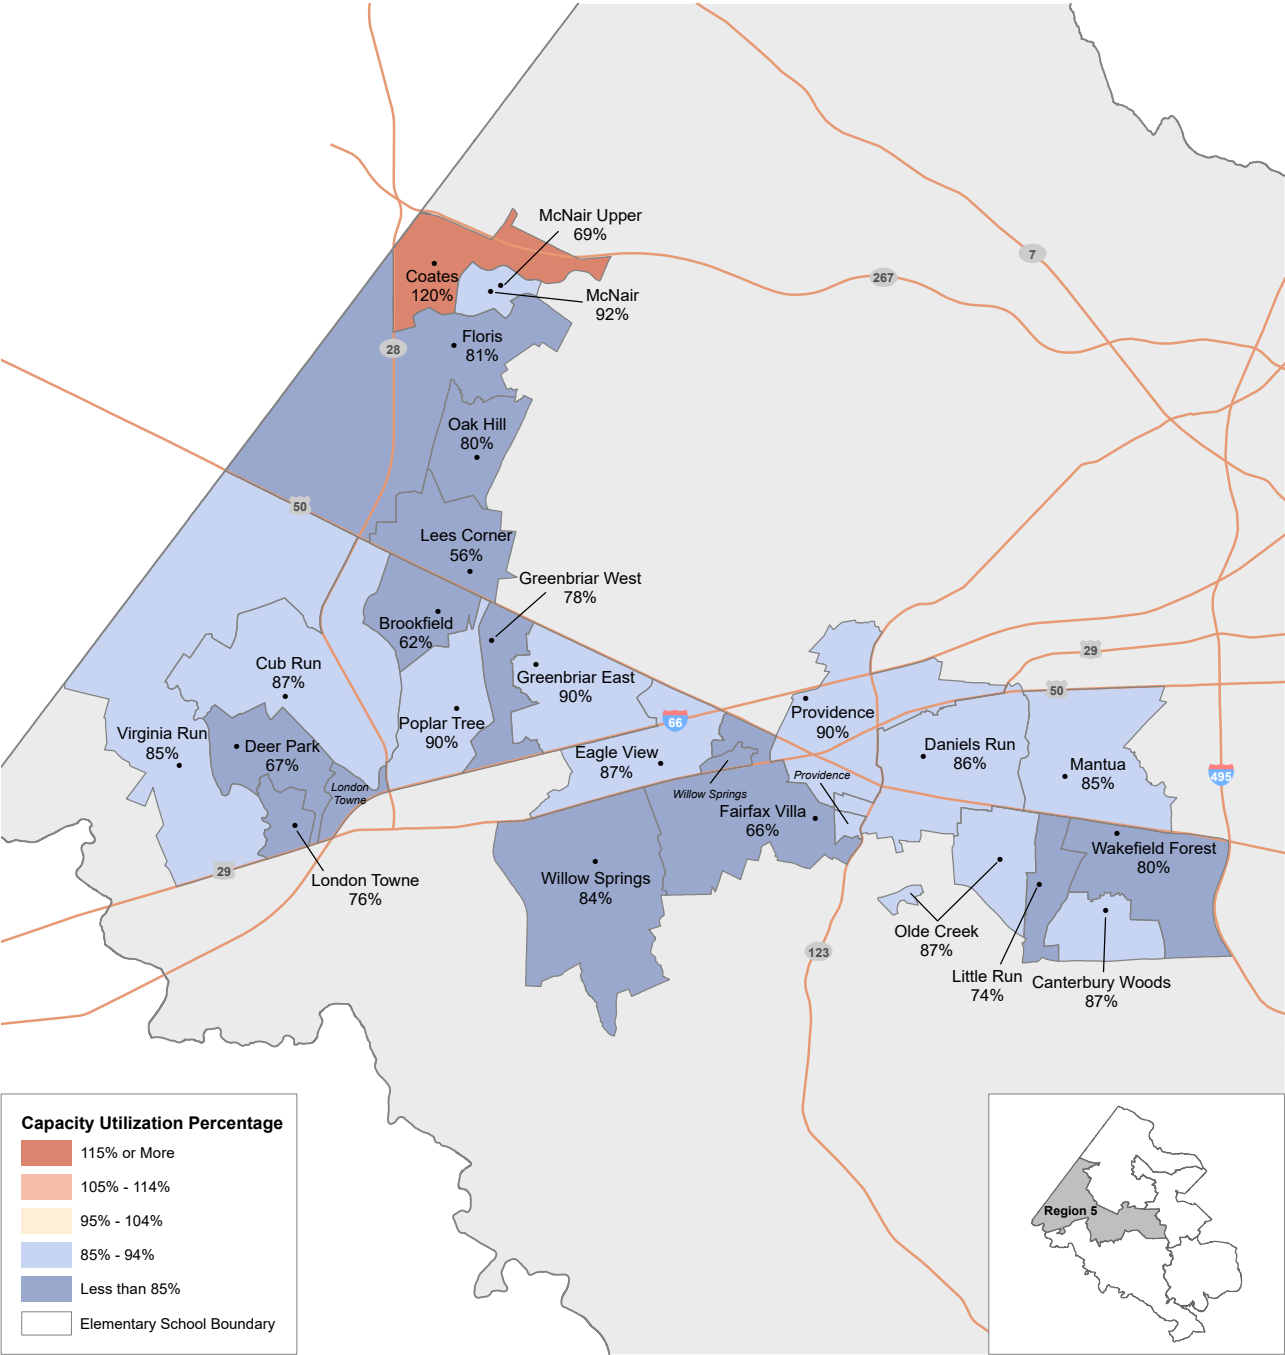 McNair Upper
69%
7
267
Coates
120%
McNair
92%
28
Floris
81%
Oak Hill
80%
50
Lees Corner
56%
Greenbriar West
78%
Brookfield
62%
29
Cub Run
87%
Greenbriar East
90%
50
Poplar Tree
90%
66
Providence
90%
Virginia Run
85%
Deer Park
67%
Eagle View
87%
Daniels Run
86%
Mantua
85%
495
London
Towne
Willow Springs
Providence
Fairfax Villa
66%
Wakefield Forest
80%
29
London Towne
76%
Willow Springs
84%
Olde Creek
87%
123
Little Run
74%
Canterbury Woods
87%
Capacity Utilization Percentage
115% or More
105% - 114%
95% - 104%
85% - 94%
Less than 85%
Elementary School Boundary
Region 5